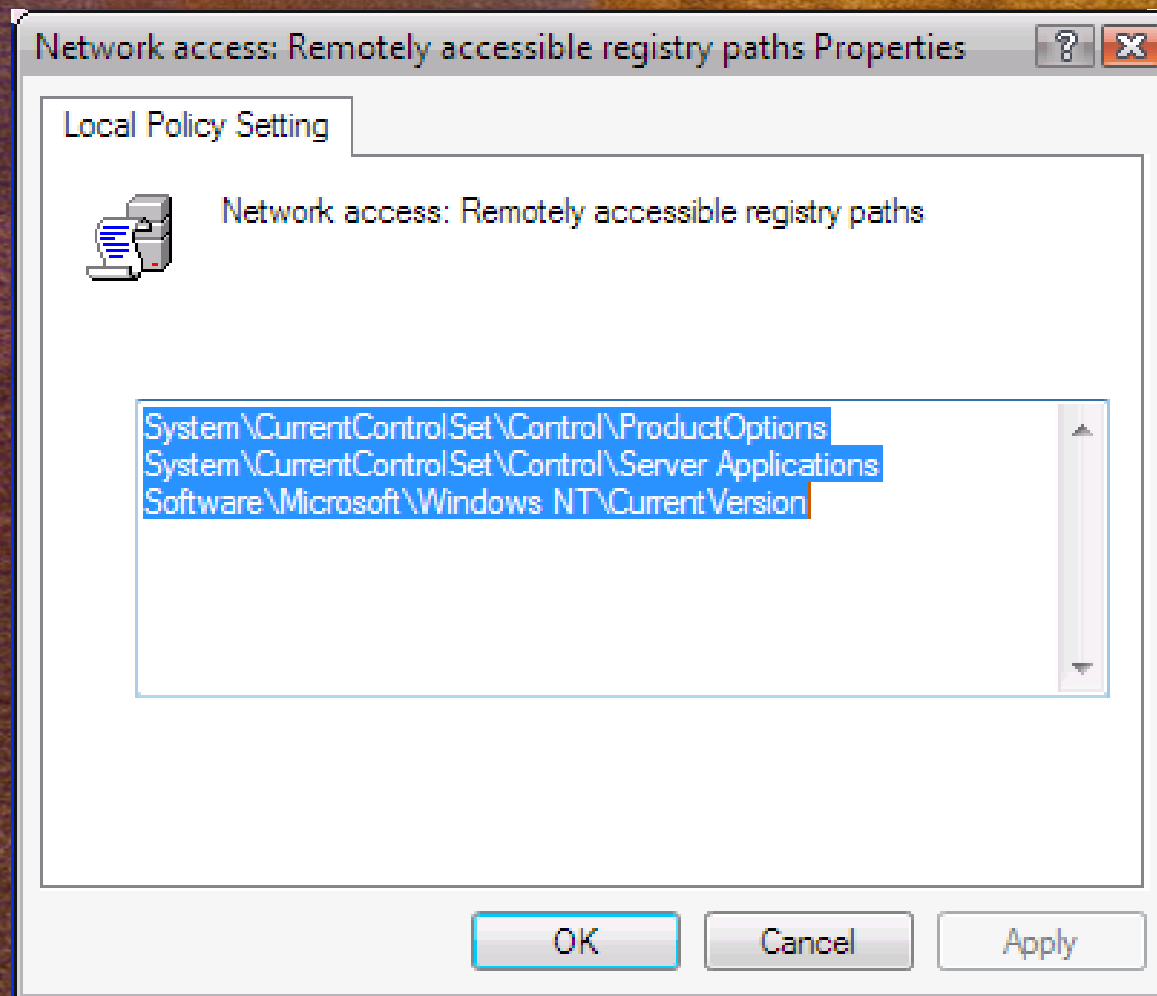 Network access: Remotely accessible registry paths Properties
Local Policy Setting
Network access: Remotely accessible registry paths
System\CurrentControlSet\Control\ProductOptions
System\CurrentControlSet\Control\Server Applications
Software\Microsoft\Windows NT\CurrentVersion
OK Cancel Apply